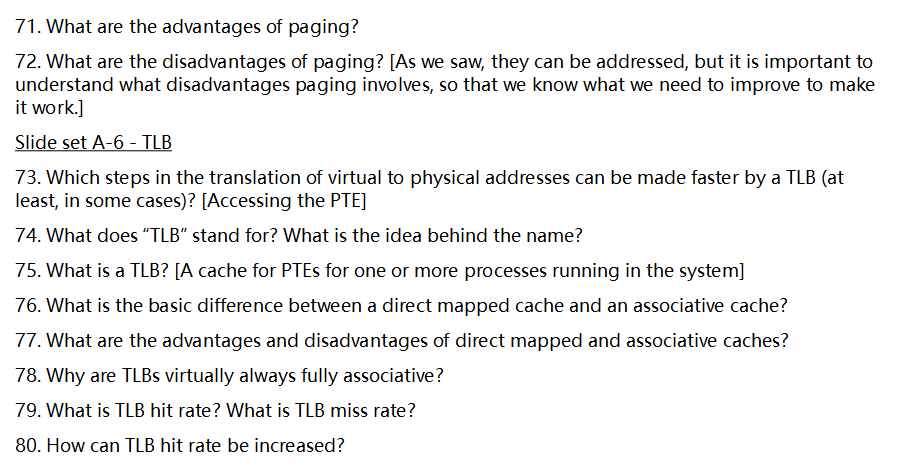 71. What are the advantages of paging?
72. What are the disadvantages of paging? [As we saw, they can be addressed, but it is important to
understand what disadvantages paging involves, so that we know what we need to improve to make
it work.]
Slide set A-6 - TLB
73. Which steps in the translation of virtual to physical addresses can be made faster by a TLB (at
least, in some cases)? [Accessing the PTE]
74. What does “TLB” stand for? What is the idea behind the name?
75. What is a TLB? [A cache for PTEs for one or more processes running in the system]
76. What is the basic difference between a direct mapped cache and an associative cache?
77. What are the advantages and disadvantages of direct mapped and associative caches?
78. Why are TLBs virtually always fully associative?
79. What is TLB hit rate? What is TLB miss rate?
80. How can TLB hit rate be increased?